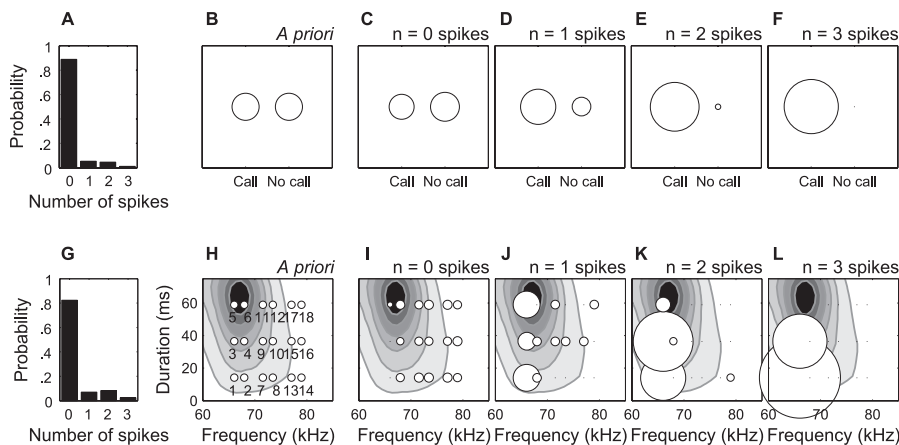 A B C D E F
A priori n = 0 spikes n = 1 spikes n = 2 spikes n = 3 spikes
Probability
1
.8
.6
.4
.2
0
0 1 2 3
Number of spikes
Call No call Call No call Call No call Call No call Call No call
G H I J K L
A priori n = 0 spikes n = 1 spikes n = 2 spikes n = 3 spikes
Probability
1
.8
.6
.4
.2
0
0 1 2 3
Number of spikes
Duration (ms)
60
40
20
0
5 6 11 12 17 18
3 4 9 10 15 16
1 2 7 8 13 14
60 70 80 60 70 80 60 70 80 60 70 80 60 70 80
Frequency (kHz) Frequency (kHz) Frequency (kHz) Frequency (kHz) Frequency (kHz)